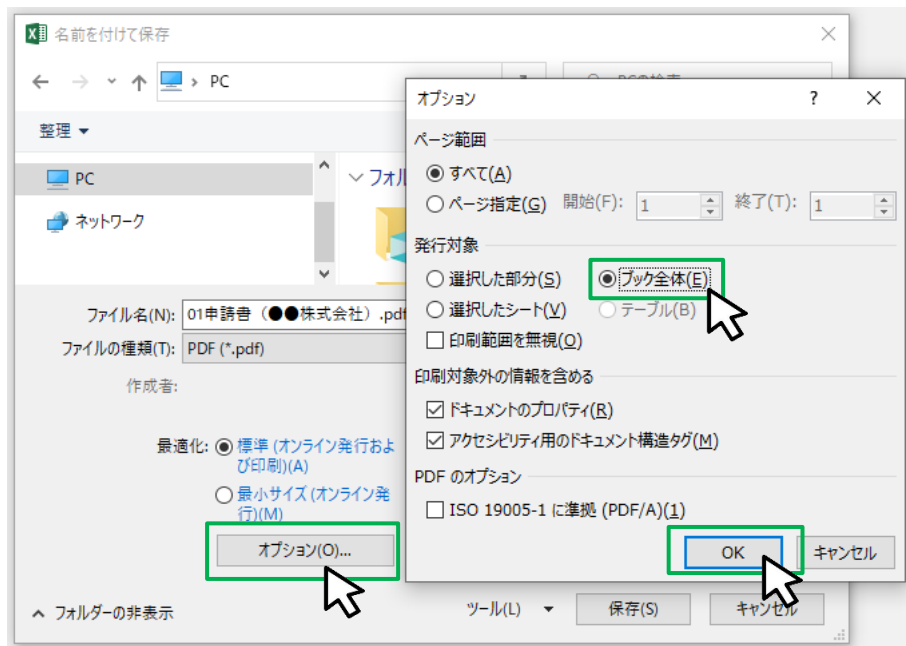 名前を付けて保存
PC
整理
PC
ネットワーク
ファイル名(N): 01申請書（●●株式会社）.pdf
ファイルの種類(T): PDF (*.pdf)
作成者:
最適化: 標準 (オンライン発行およ
び印刷)(A)
最小サイズ (オンライン発
行)(M)
オプション(O)...
フォルダーの非表示
ツール(L)
保存(S)
キャンセル
オプション
?
ページ範囲
すべて(A)
ページ指定(G) 開始(F): 1 終了(T): 1
発行対象
選択した部分(S) ブック全体(E)
選択したシート(V) テーブル(B)
印刷範囲を無視(O)
印刷対象外の情報を含める
ドキュメントのプロパティ(R)
アクセシビリティ用のドキュメント構造タグ(M)
PDF のオプション
ISO 19005-1 に準拠 (PDF/A)(1)
OK
キャンセル